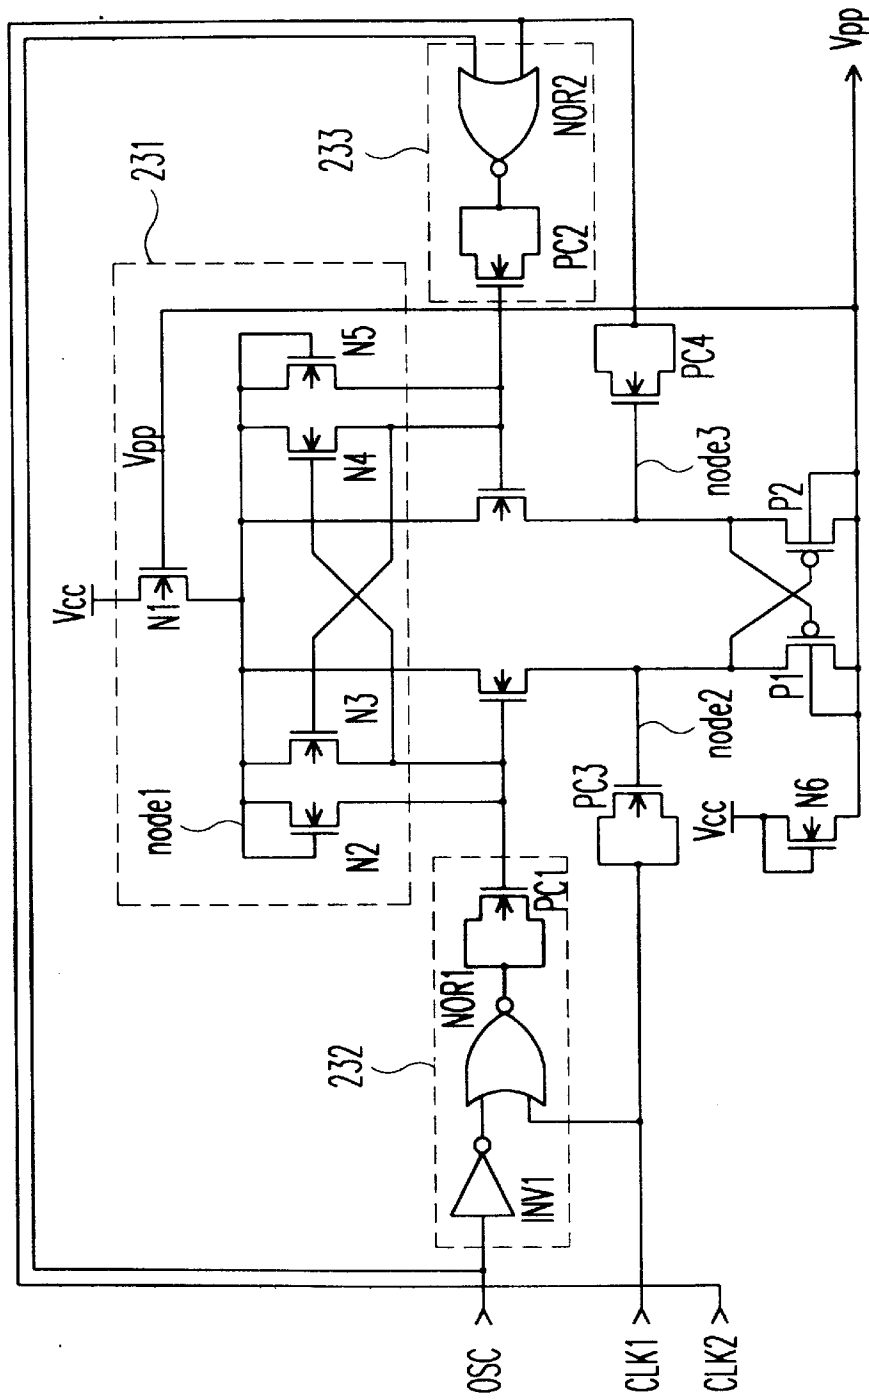 231
233
Vcc
Vpp
N1
node1
N2
N3
N4
N5
NOR2
PC2
232
NOR1
PC1
INV1
OSC
CLK1
CLK2
PC3
node2
node3
PC4
Vcc
N6
P1
P2
Vpp